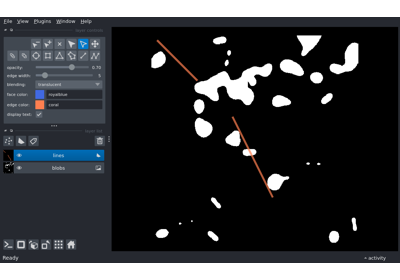 File View Plugins Window Help
opacity: 0.70
edge width: 5
blending: translucent
face color: royalblue
edge color: coral
display text: ✓
lines
blobs
Ready
activity